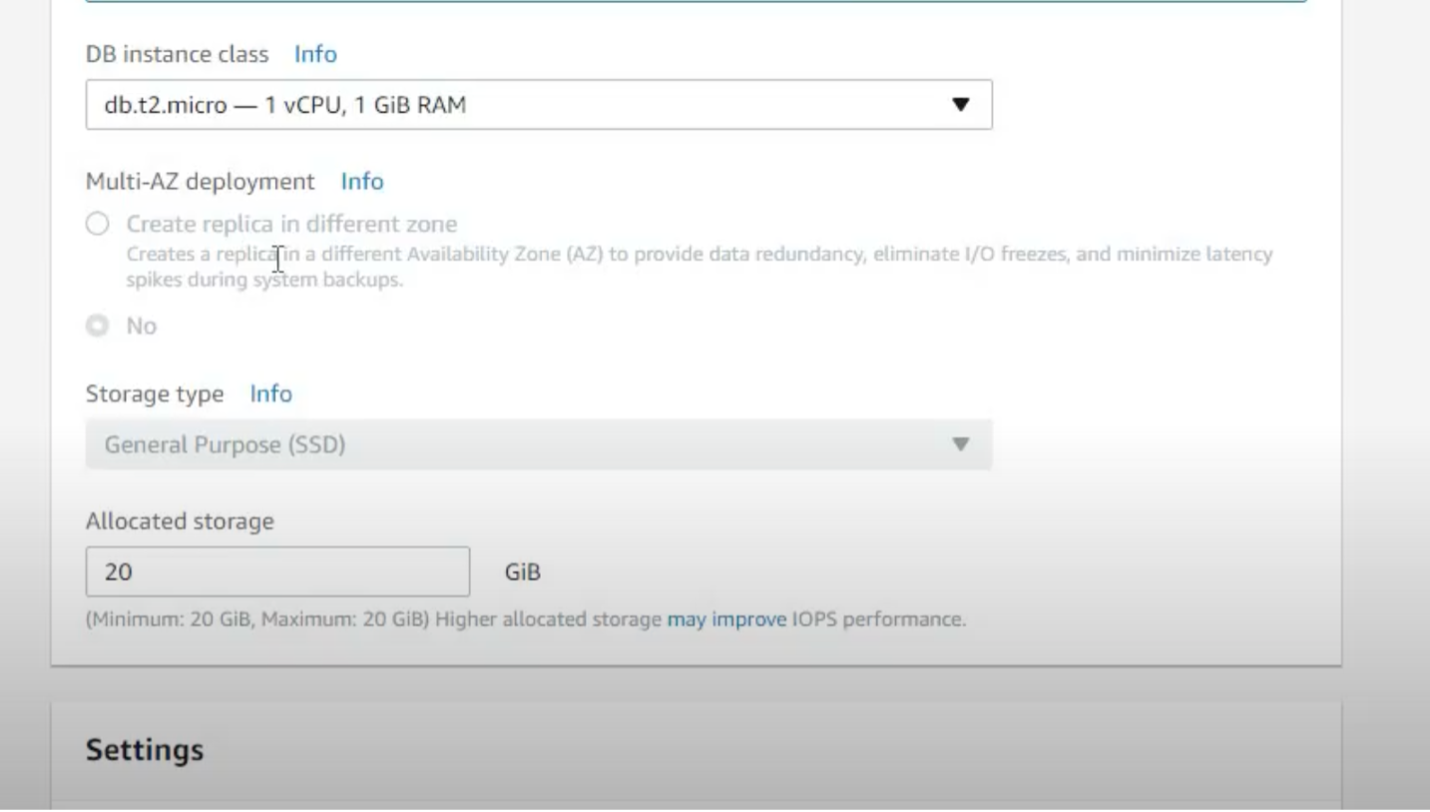 DB instance class Info
db.t2.micro — 1 vCPU, 1 GiB RAM
Multi-AZ deployment Info
Create replica in different zone
Creates a replica in a different Availability Zone (AZ) to provide data redundancy, eliminate I/O freezes, and minimize latency
spikes during system backups.
No
Storage type Info
General Purpose (SSD)
Allocated storage
20 GiB
(Minimum: 20 GiB, Maximum: 20 GiB) Higher allocated storage may improve IOPS performance.
Settings